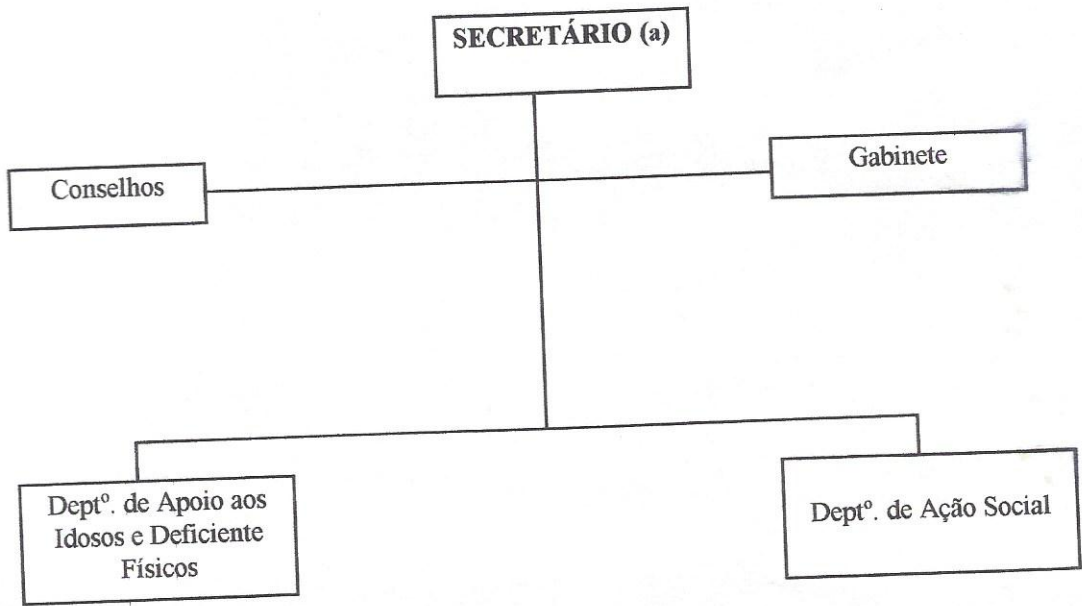 SECRETÁRIO (a)
Conselhos
Gabinete
Deptº. de Apoio aos
Idosos e Deficiente
Físicos
Deptº. de Ação Social